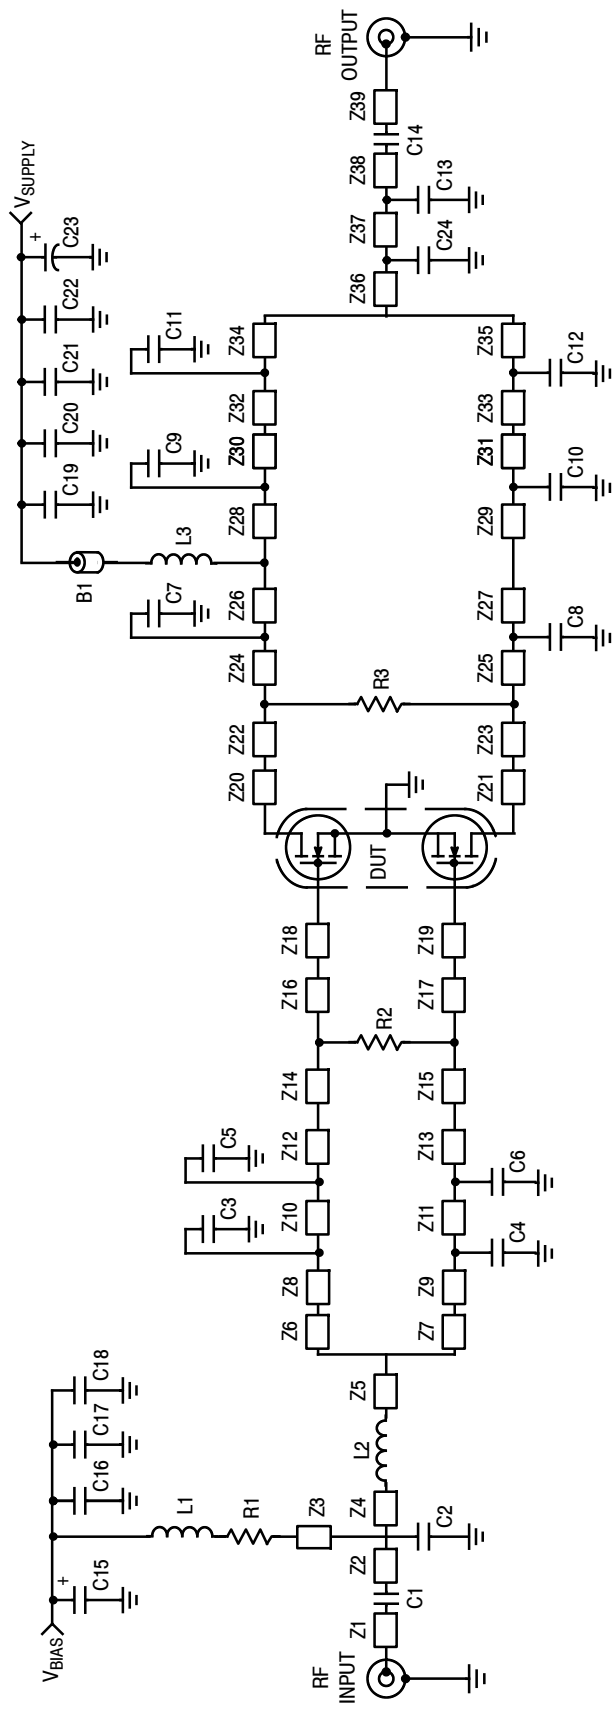 V_BIAS
+
C15
C16
C17
C18
L1
R1
Z3
RF
INPUT
Z1
C1
Z2
C2
Z4
L2
Z5
Z6
Z8
C3
Z10
C5
Z12
Z14
Z16
Z18
R2
Z7
Z9
C4
Z11
C6
Z13
Z15
Z17
Z19
DUT
Z20
Z22
Z24
C7
Z26
B1
L3
C19
C20
C21
C22
+
C23
V_SUPPLY
Z28
C9
Z30
Z32
C11
Z34
R3
Z21
Z23
Z25
C8
Z27
Z29
C10
Z31
Z33
C12
Z35
Z36
C24
Z37
C13
Z38
C14
Z39
RF
OUTPUT